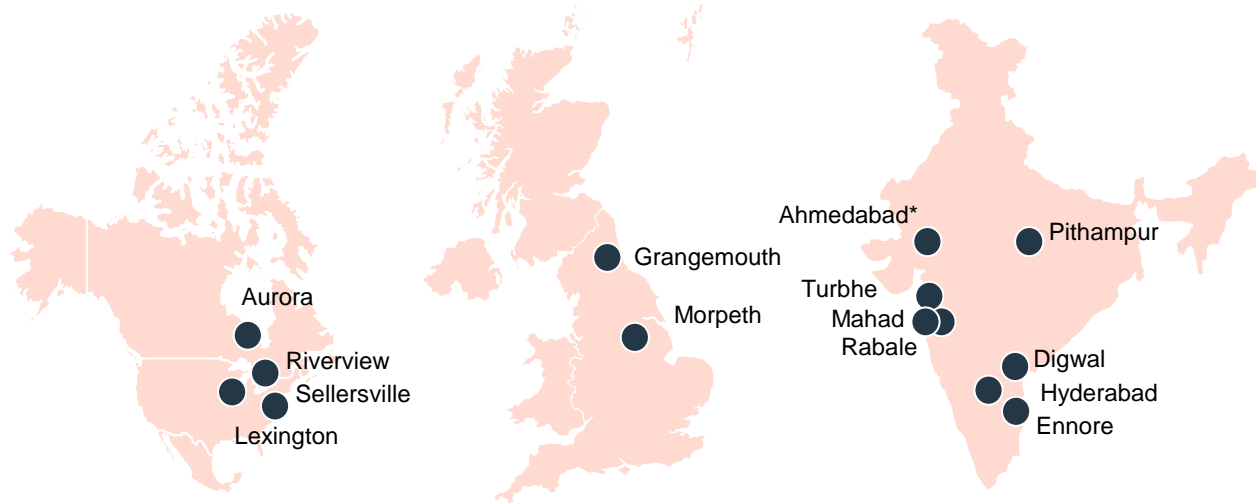 Aurora
Riverview
Sellersville
Lexington
Grangemouth
Morpeth
Ahmedabad*
Pithampur
Turbhe
Mahad
Rabale
Digwal
Hyderabad
Ennore